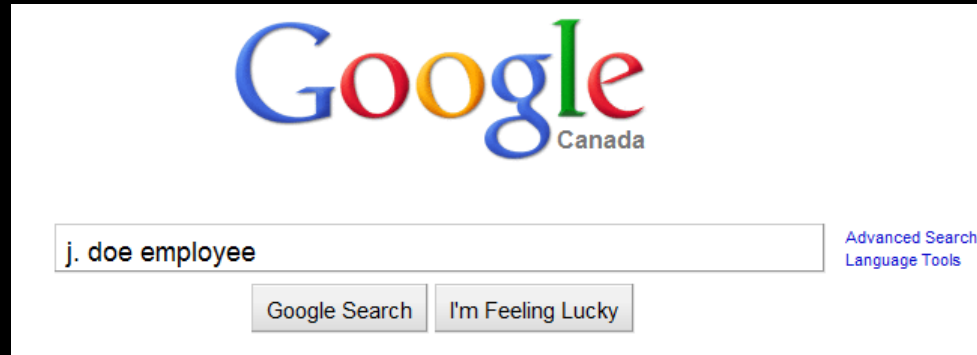 Google
Canada
j. doe employee
Advanced Search
Language Tools
Google Search
I'm Feeling Lucky